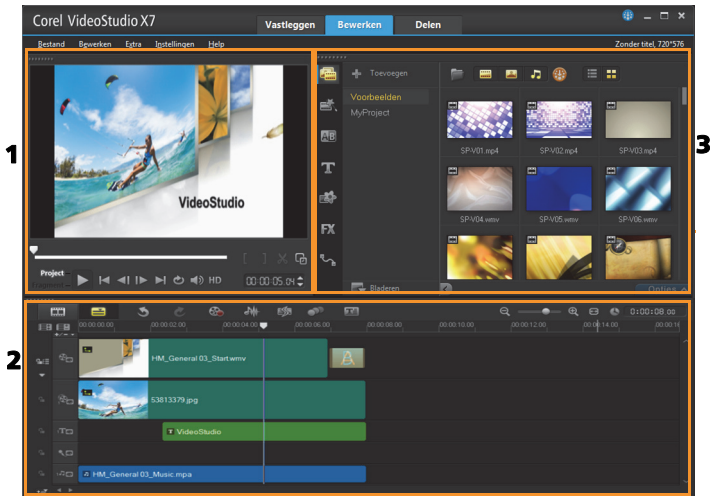 Corel VideoStudio X7
Vastleggen Bewerken Delen
Bestand Bewerken Extra Instellingen Help
Zonder titel, 720*576
1
VideoStudio
Project
HD 00:00:05.04
3
Toevoegen
Voorbeelden
MyProject
AB
T
FX
SP-V01.mp4 SP-V02.mp4 SP-V03.mp4
SP-V04.wmv SP-V05.wmv SP-V06.wmv
Bladeren
Opties
2
0:00:08.00
00:00:00.00 00:00:02.00 00:00:04.00 00:00:06.00 00:00:08.00 00:00:10.00 00:00:12.00 00:00:14.00
HM_General 03_Start.wmv
53813379.jpg
T VideoStudio
HM_General 03_Music.mpa